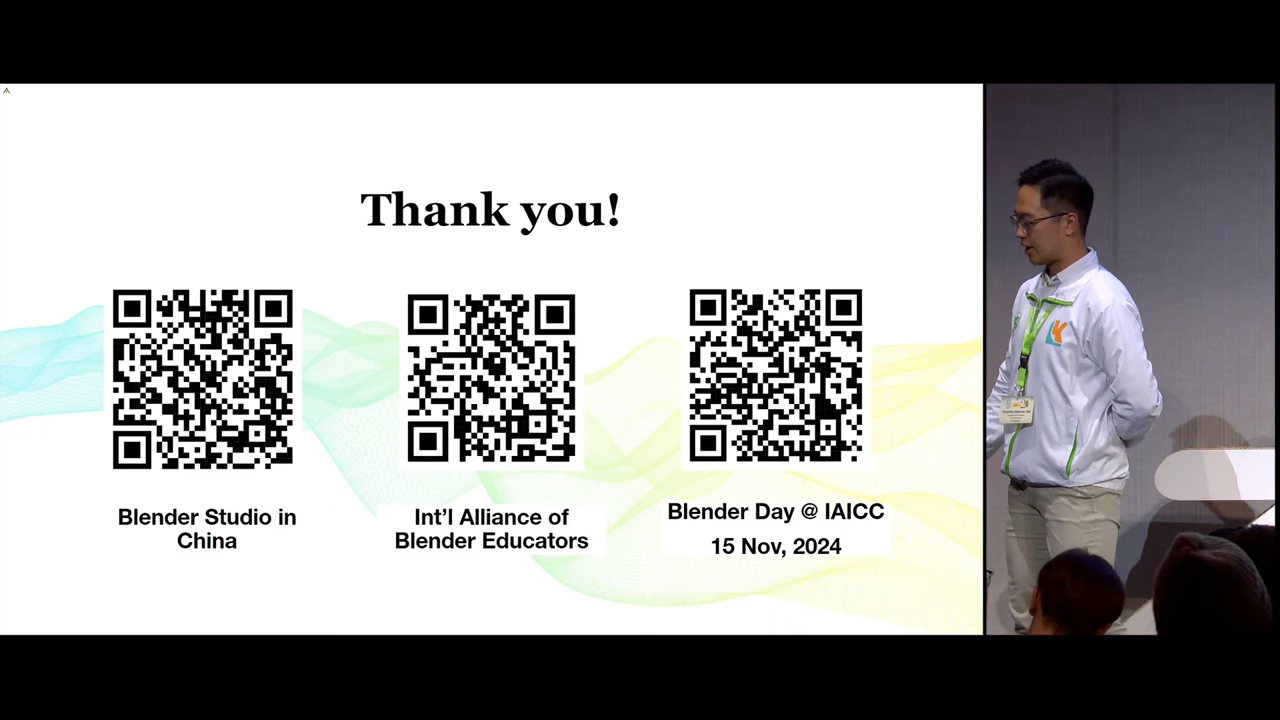 Thank you!
Blender Studio in
China
Int'l Alliance of
Blender Educators
Blender Day @ IAICC
15 Nov, 2024